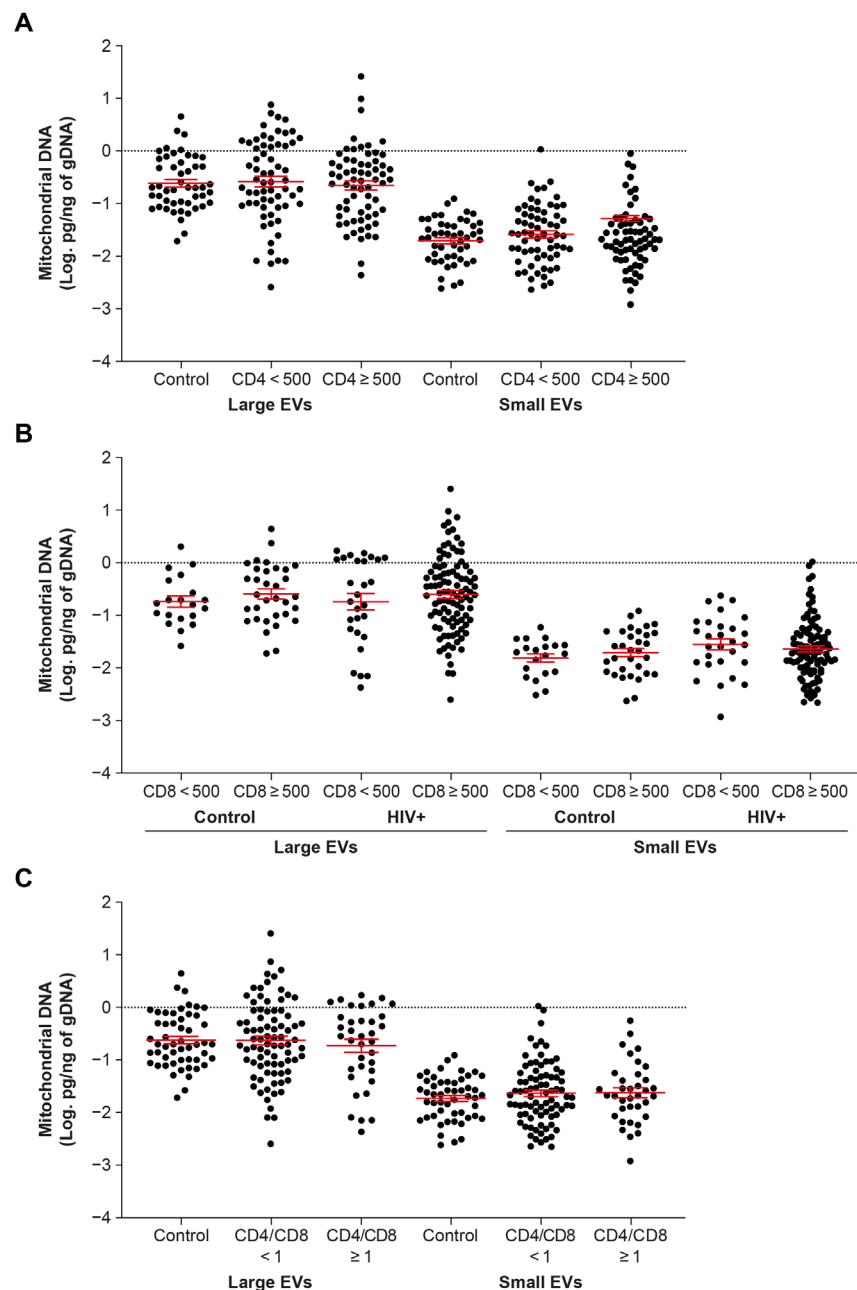 A
2
1
0
−1
−2
−3
−4
Mitochondrial DNA
(Log. pg/ng of gDNA)
Control CD4 < 500 CD4 ≥ 500 Control CD4 < 500 CD4 ≥ 500
Large EVs Small EVs
B
2
1
0
−1
−2
−3
−4
Mitochondrial DNA
(Log. pg/ng of gDNA)
CD8 < 500 CD8 ≥ 500 CD8 < 500 CD8 ≥ 500 CD8 < 500 CD8 ≥ 500 CD8 < 500 CD8 ≥ 500
Control HIV+ Control HIV+
Large EVs Small EVs
C
2
1
0
−1
−2
−3
−4
Mitochondrial DNA
(Log. pg/ng of gDNA)
Control CD4/CD8 CD4/CD8 Control CD4/CD8 CD4/CD8
< 1 ≥ 1 < 1 ≥ 1
Large EVs Small EVs